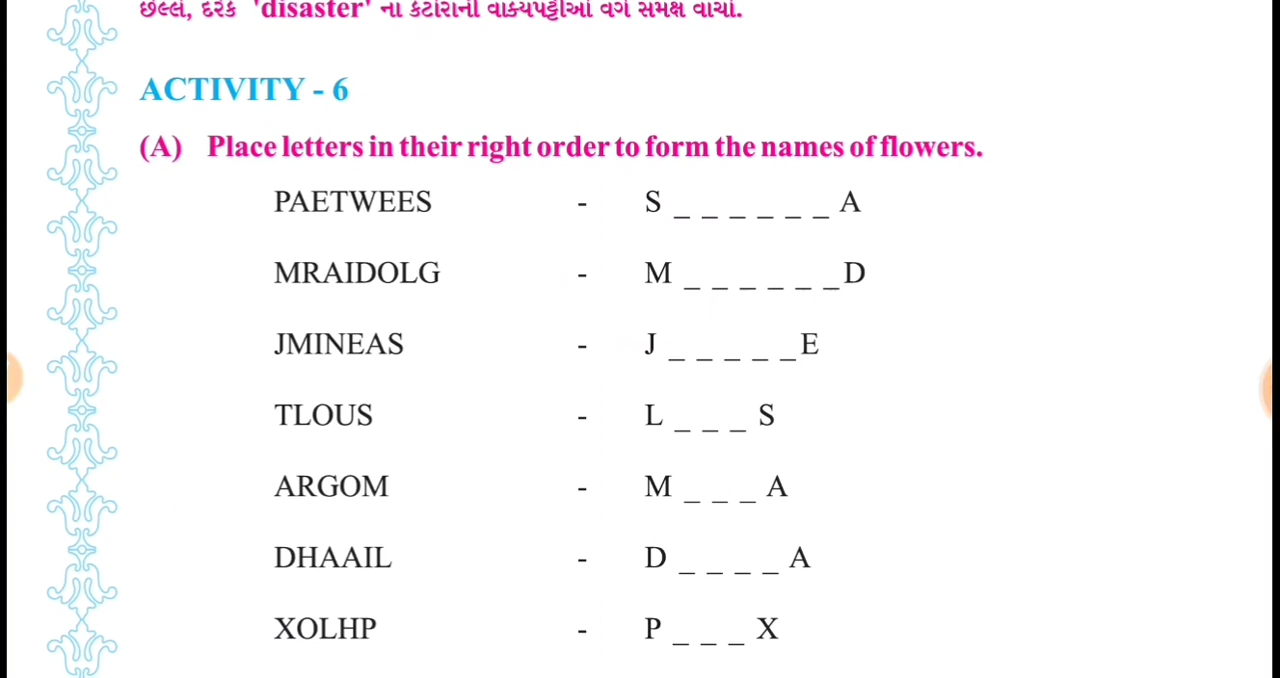 છેલ્લે, દરેક 'disaster' ના કટોરાની વાક્યપટ્ટીઓ વર્ગ સમક્ષ વાચો.
ACTIVITY - 6
(A) Place letters in their right order to form the names of flowers.
PAETWEES - S _ _ _ _ _ _ A
MRAIDOLG - M _ _ _ _ _ _ D
JMINEAS - J _ _ _ _ _ E
TLOUS - L _ _ _ S
ARGOM - M _ _ _ A
DHAAIL - D _ _ _ _ A
XOLHP - P _ _ _ X